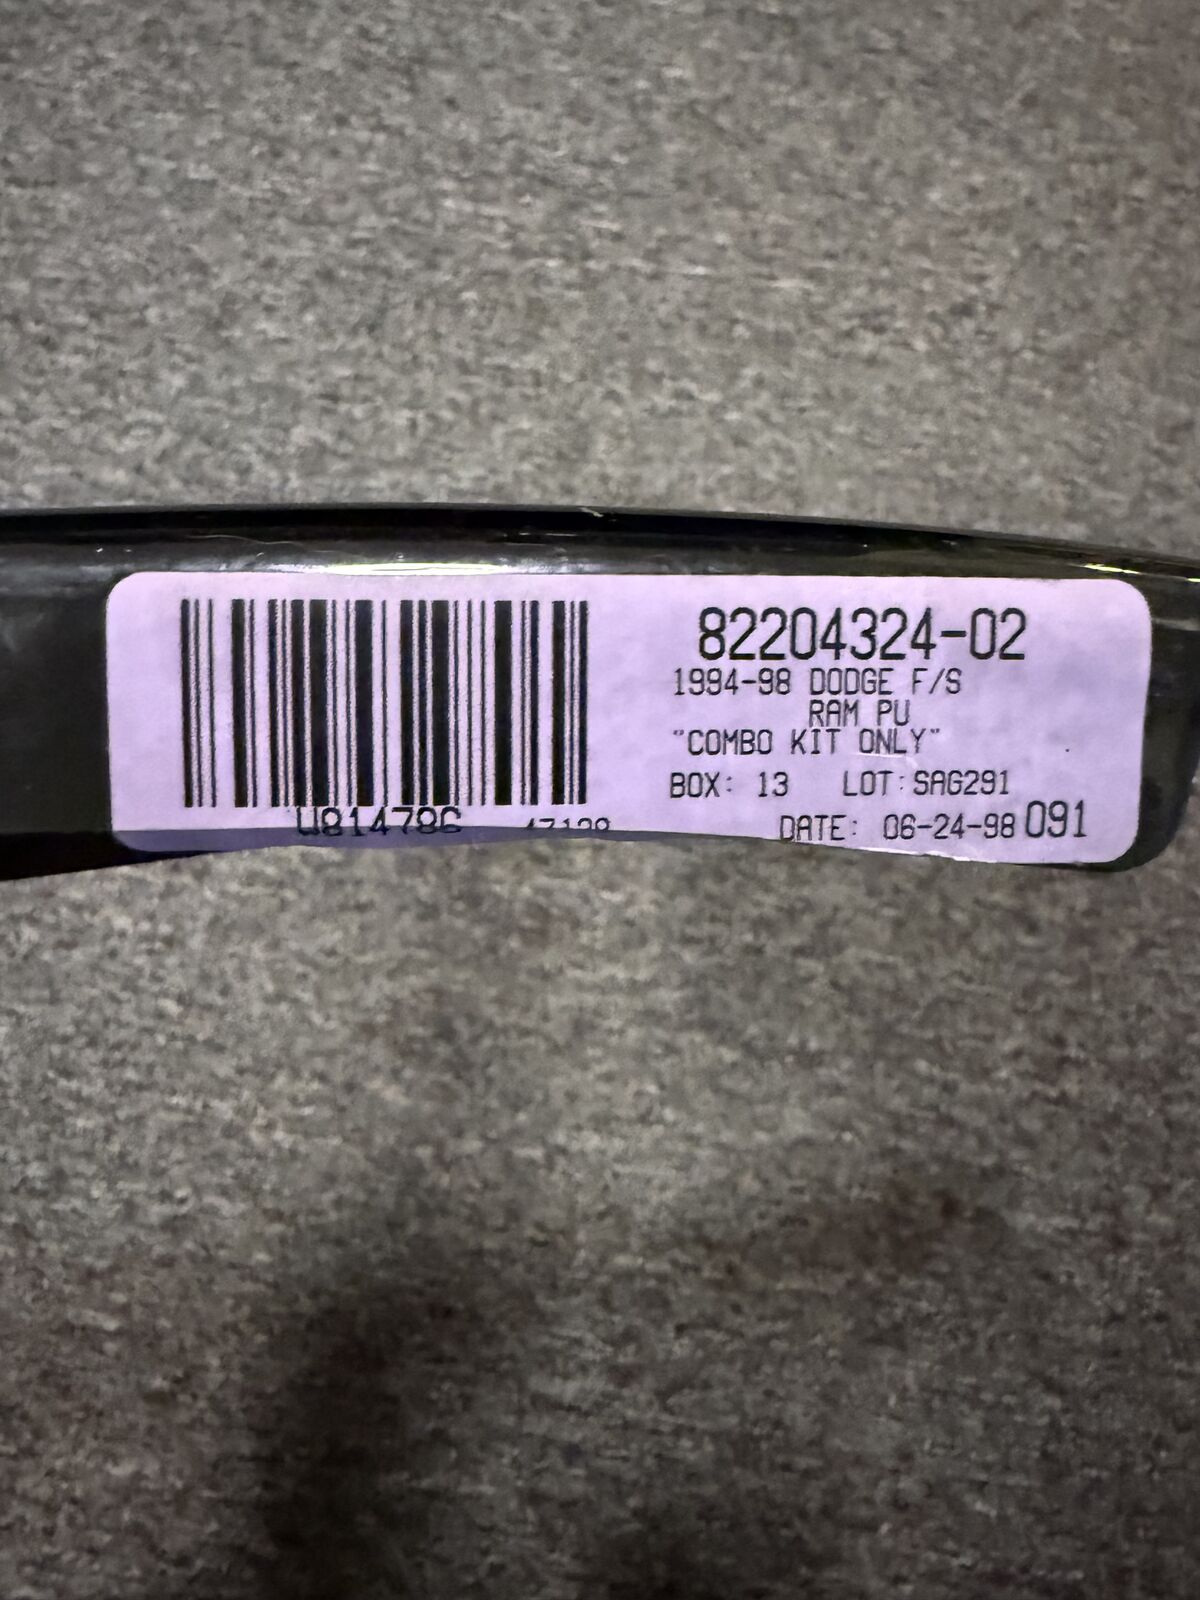 82204324-02
1994-98 DODGE F/S
RAM PU
"COMBO KIT ONLY"
BOX: 13 LOT: SAG291
DATE: 06-24-98 091
W814786